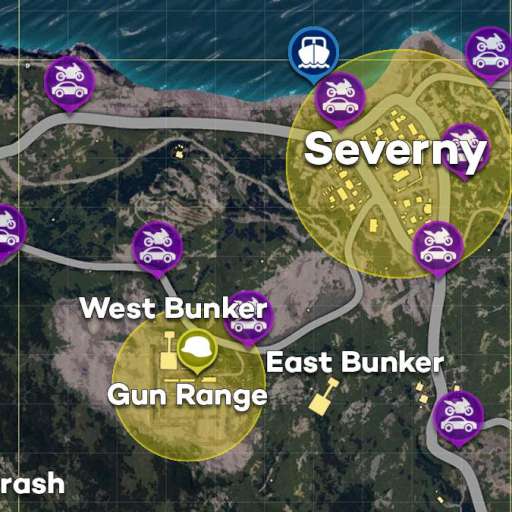 Severny
West Bunker
East Bunker
Gun Range
rash